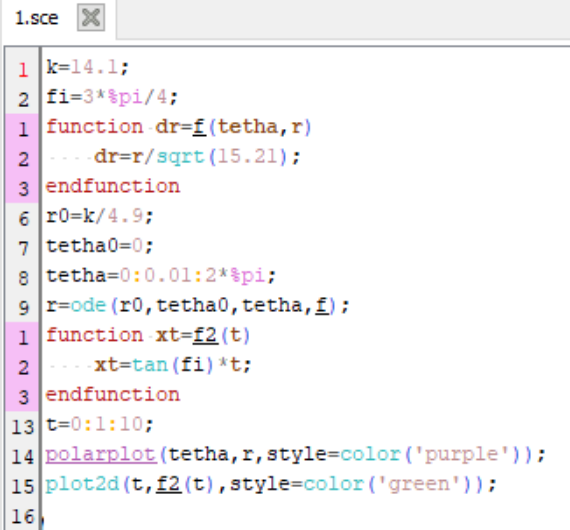 1.sce
1 k=14.1;
2 fi=3*%pi/4;
1 function dr=f(tetha,r)
2 dr=r/sqrt(15.21);
3 endfunction
6 r0=k/4.9;
7 tetha0=0;
8 tetha=0:0.01:2*%pi;
9 r=ode(r0,tetha0,tetha,f);
1 function xt=f2(t)
2 xt=tan(fi)*t;
3 endfunction
13 t=0:1:10;
14 polarplot(tetha,r,style=color('purple'));
15 plot2d(t,f2(t),style=color('green'));
16